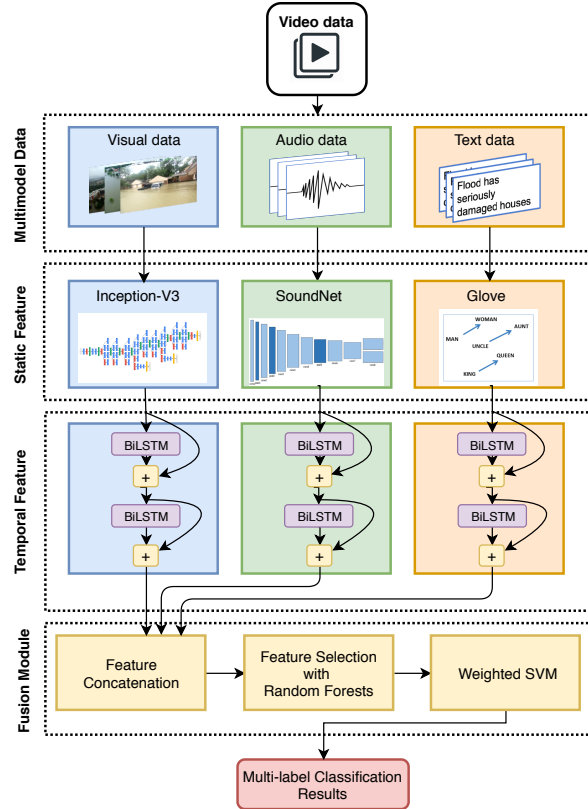 Video data
Multimodel Data
Visual data
Audio data
Text data
Flood has
seriously
damaged houses
Static Feature
Inception-V3
SoundNet
Glove
WOMAN
AUNT
MAN
UNCLE
QUEEN
KING
Temporal Feature
BiLSTM
BiLSTM
BiLSTM
+
+
+
BiLSTM
BiLSTM
BiLSTM
+
+
+
Fusion Module
Feature
Concatenation
Feature Selection
with
Random Forests
Weighted SVM
Multi-label Classification
Results